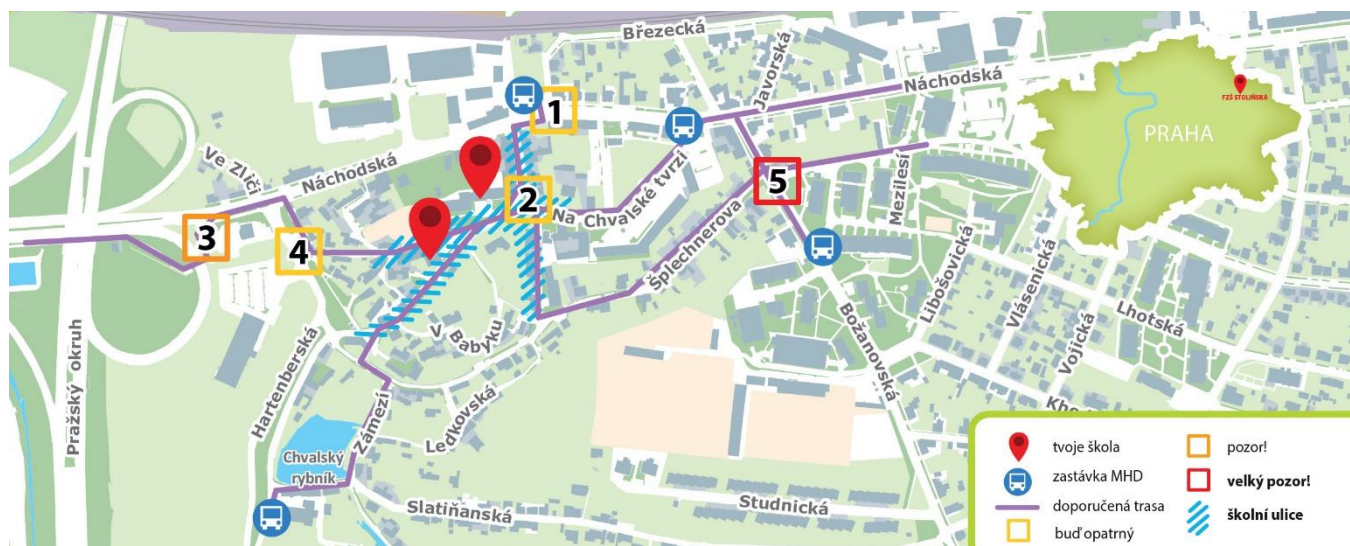 Březecká
Javorská
Náchodská
FZŠ STOLIŇSKÁ
PRAHA
1
Ve Žlíči
Náchodská
2
Na Chvalské tvrzi
5
Mezilesí
3
4
Šplechnerova
Libošovická
Vlásenická
Vojická
Lhotská
Pražský okruh
Hartenberská
V Babyku
Božanovská
Zámezí
Leďkovská
Chvalský
rybník
Slatiňanská
Studnická
tvoje škola
zastávka MHD
doporučená trasa
buď opatrný
pozor!
velký pozor!
školní ulice